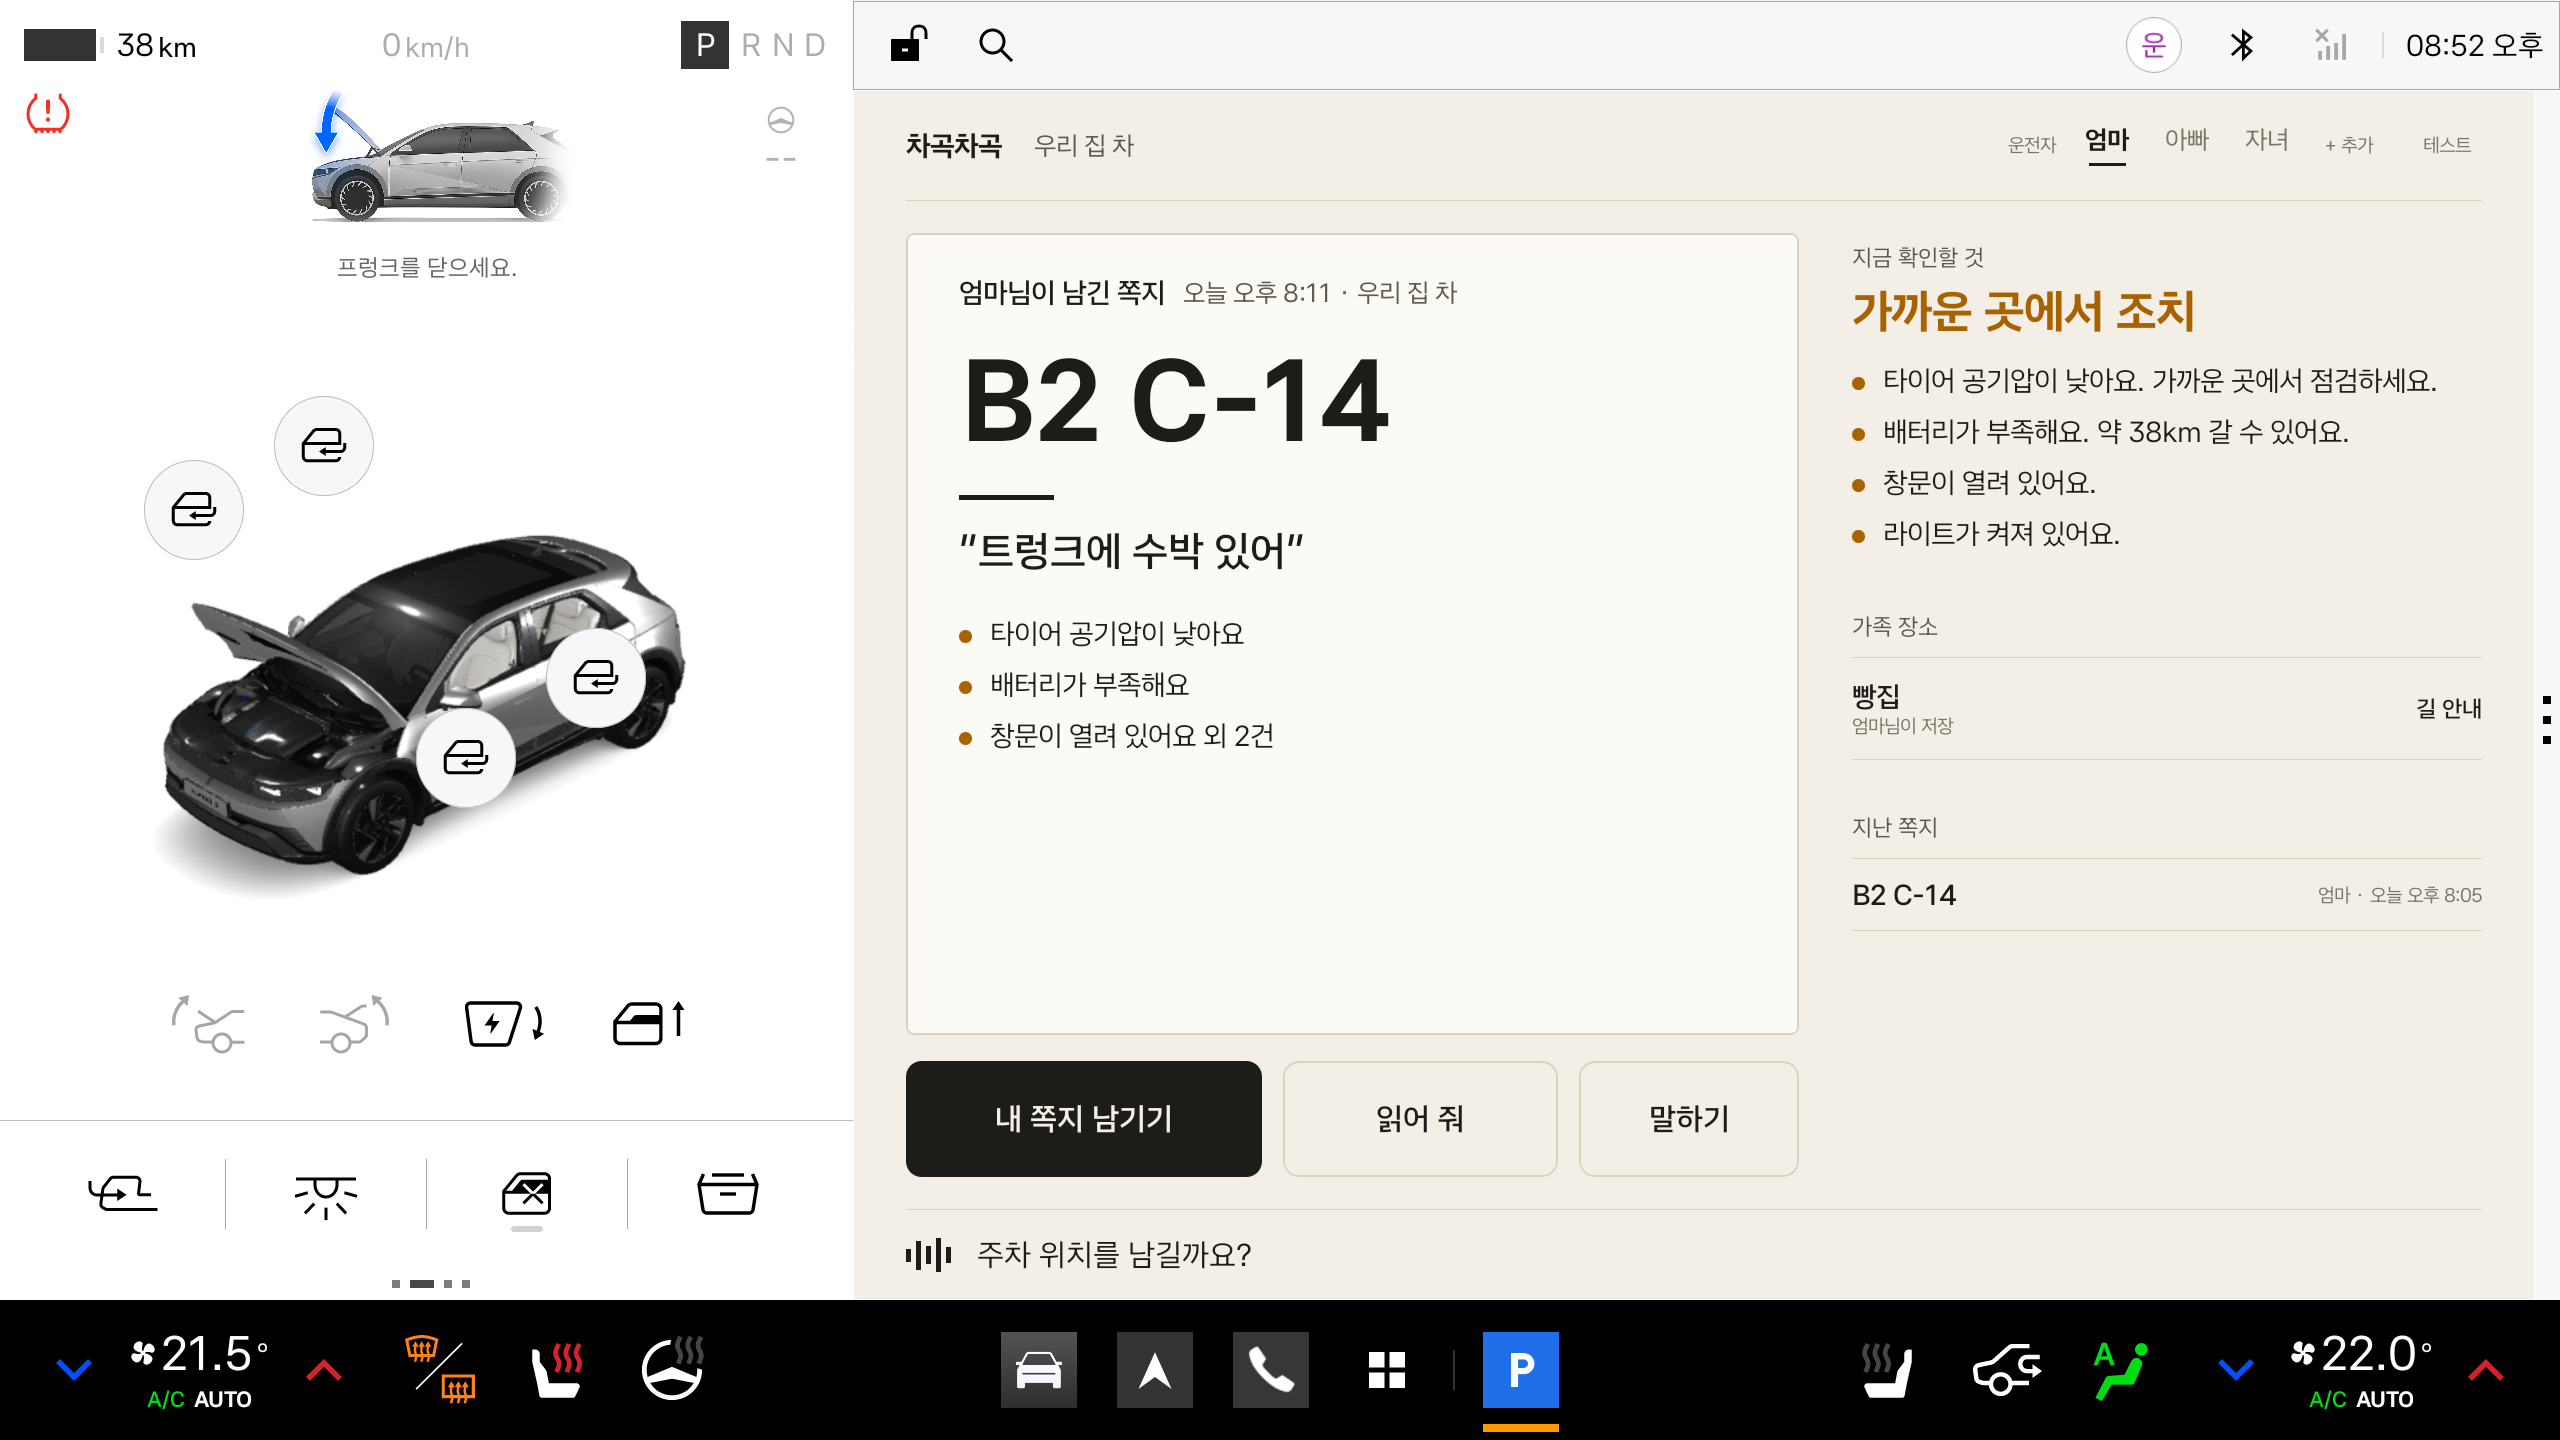 38 km
0 km/h
P R N D
프렁크를 닫으세요.
운
08:52 오후
차곡차곡 우리 집 차
운전자 엄마 아빠 자녀 + 추가 테스트
엄마님이 남긴 쪽지 오늘 오후 8:11 · 우리 집 차
B2 C-14
"트렁크에 수박 있어"
타이어 공기압이 낮아요
배터리가 부족해요
창문이 열려 있어요 외 2건
내 쪽지 남기기
읽어 줘
말하기
지금 확인할 것
가까운 곳에서 조치
타이어 공기압이 낮아요. 가까운 곳에서 점검하세요.
배터리가 부족해요. 약 38km 갈 수 있어요.
창문이 열려 있어요.
라이트가 켜져 있어요.
가족 장소
빵집
엄마님이 저장
길 안내
지난 쪽지
B2 C-14 엄마 · 오늘 오후 8:05
주차 위치를 남길까요?
21.5°
A/C AUTO
P
A
22.0°
A/C AUTO